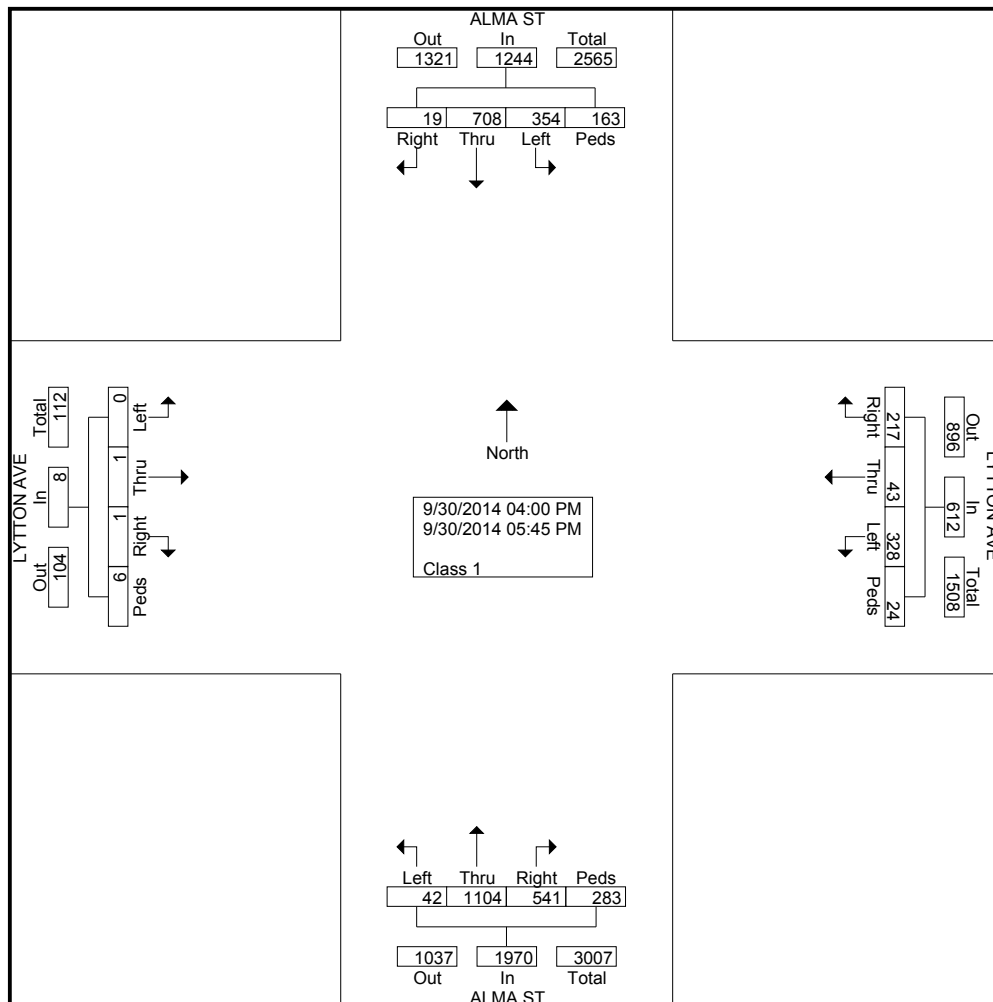 ALMA ST
Out In Total
1321 1244 2565
19 708 354 163
Right Thru Left Peds
LYTTON AVE
Total In Out
112 8 104
0 1 1 6
Left Thru Right Peds
North
9/30/2014 04:00 PM
9/30/2014 05:45 PM
Class 1
Right Thru Left Peds
217 43 328 24
896 612 1508
Out In Total
LYTTON AVE
Left Thru Right Peds
42 1104 541 283
1037 1970 3007
Out In Total
ALMA ST